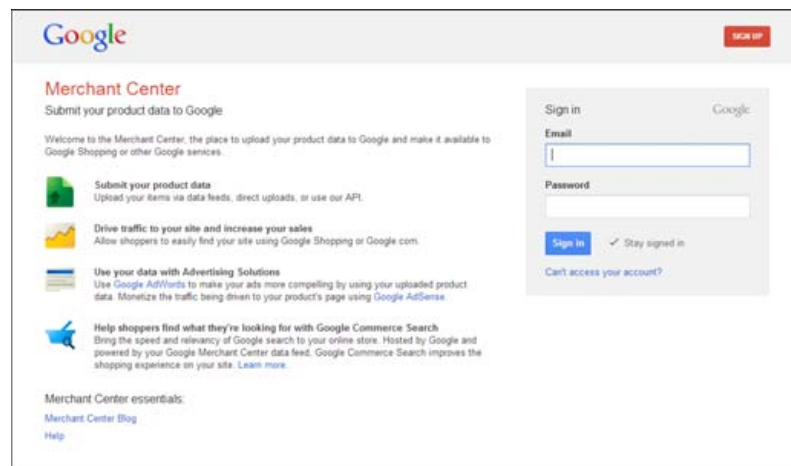 Google
SIGN UP
Merchant Center
Submit your product data to Google
Welcome to the Merchant Center, the place to upload your product data to Google and make it available to
Google Shopping or other Google services.
Submit your product data
Upload your items via data feeds, direct uploads, or use our API.
Drive traffic to your site and increase your sales
Allow shoppers to easily find your site using Google Shopping or Google com.
Use your data with Advertising Solutions
Use Google AdWords to make your ads more compelling by using your uploaded product
data. Monetize the traffic being driven to your product's page using Google AdSense.
Help shoppers find what they're looking for with Google Commerce Search
Bring the speed and relevancy of Google search to your online store. Hosted by Google and
powered by your Google Merchant Center data feed. Google Commerce Search improves the
shopping experience on your site. Learn more.
Merchant Center essentials:
Merchant Center Blog
Help
Sign in Google
Email
Password
Sign in Stay signed in
Can't access your account?